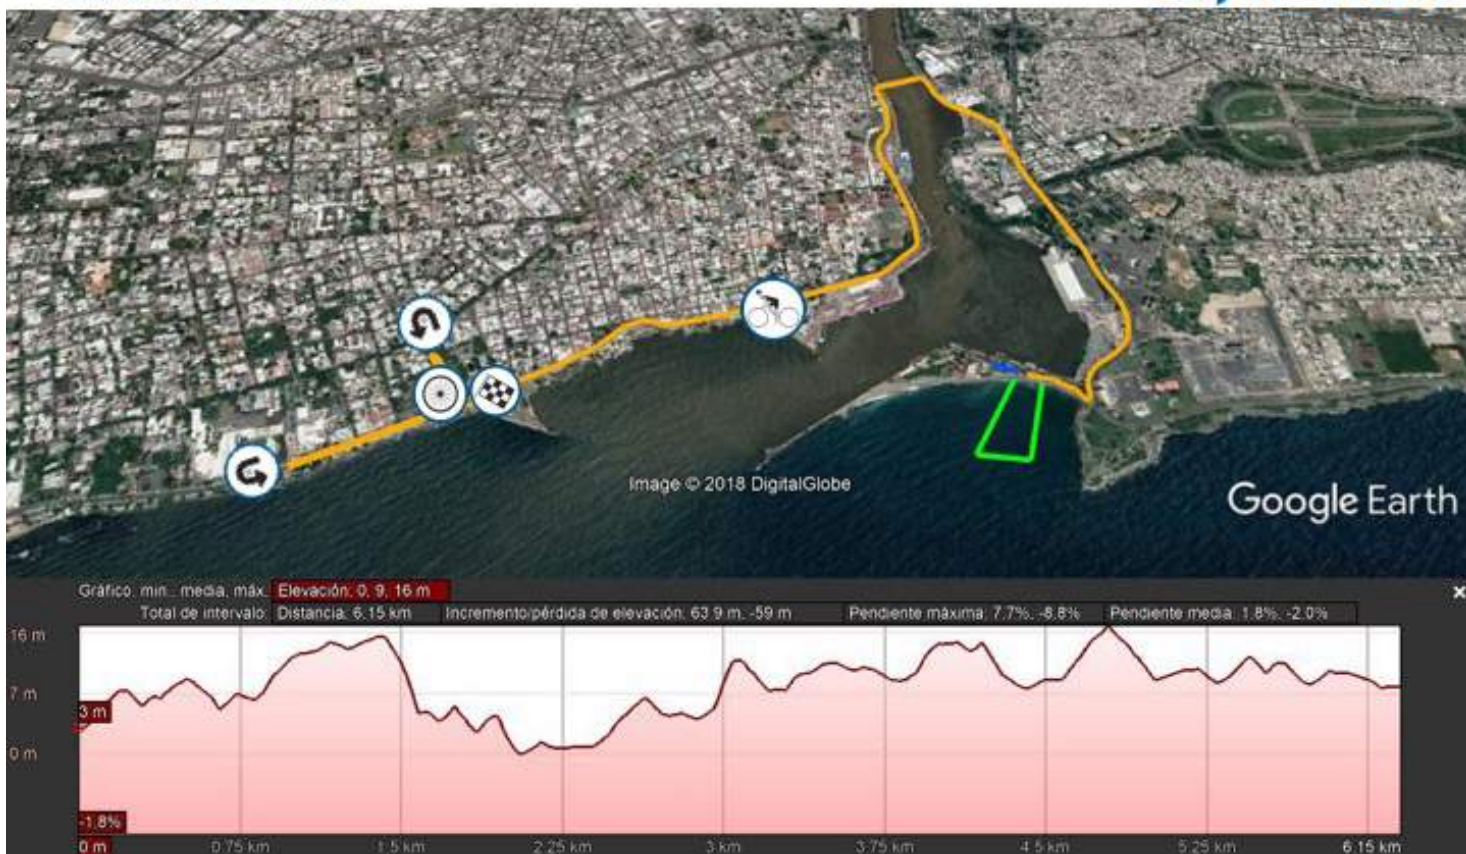 Image © 2018 DigitalGlobe
Google Earth
Gráfico. min.. media, máx. Elevación: 0, 9, 16 m
Total de intervalo: Distancia: 6.15 km Incremento/pérdida de elevación: 63.9 m, -59 m Pendiente máxima: 7.7%, -8.8% Pendiente media: 1.8%, -2.0%
16 m
7 m
3 m
0 m
-1,8%
0 m 0.75 km 1.5 km 2.25 km 3 km 3.75 km 4.5 km 5.25 km 6.15 km